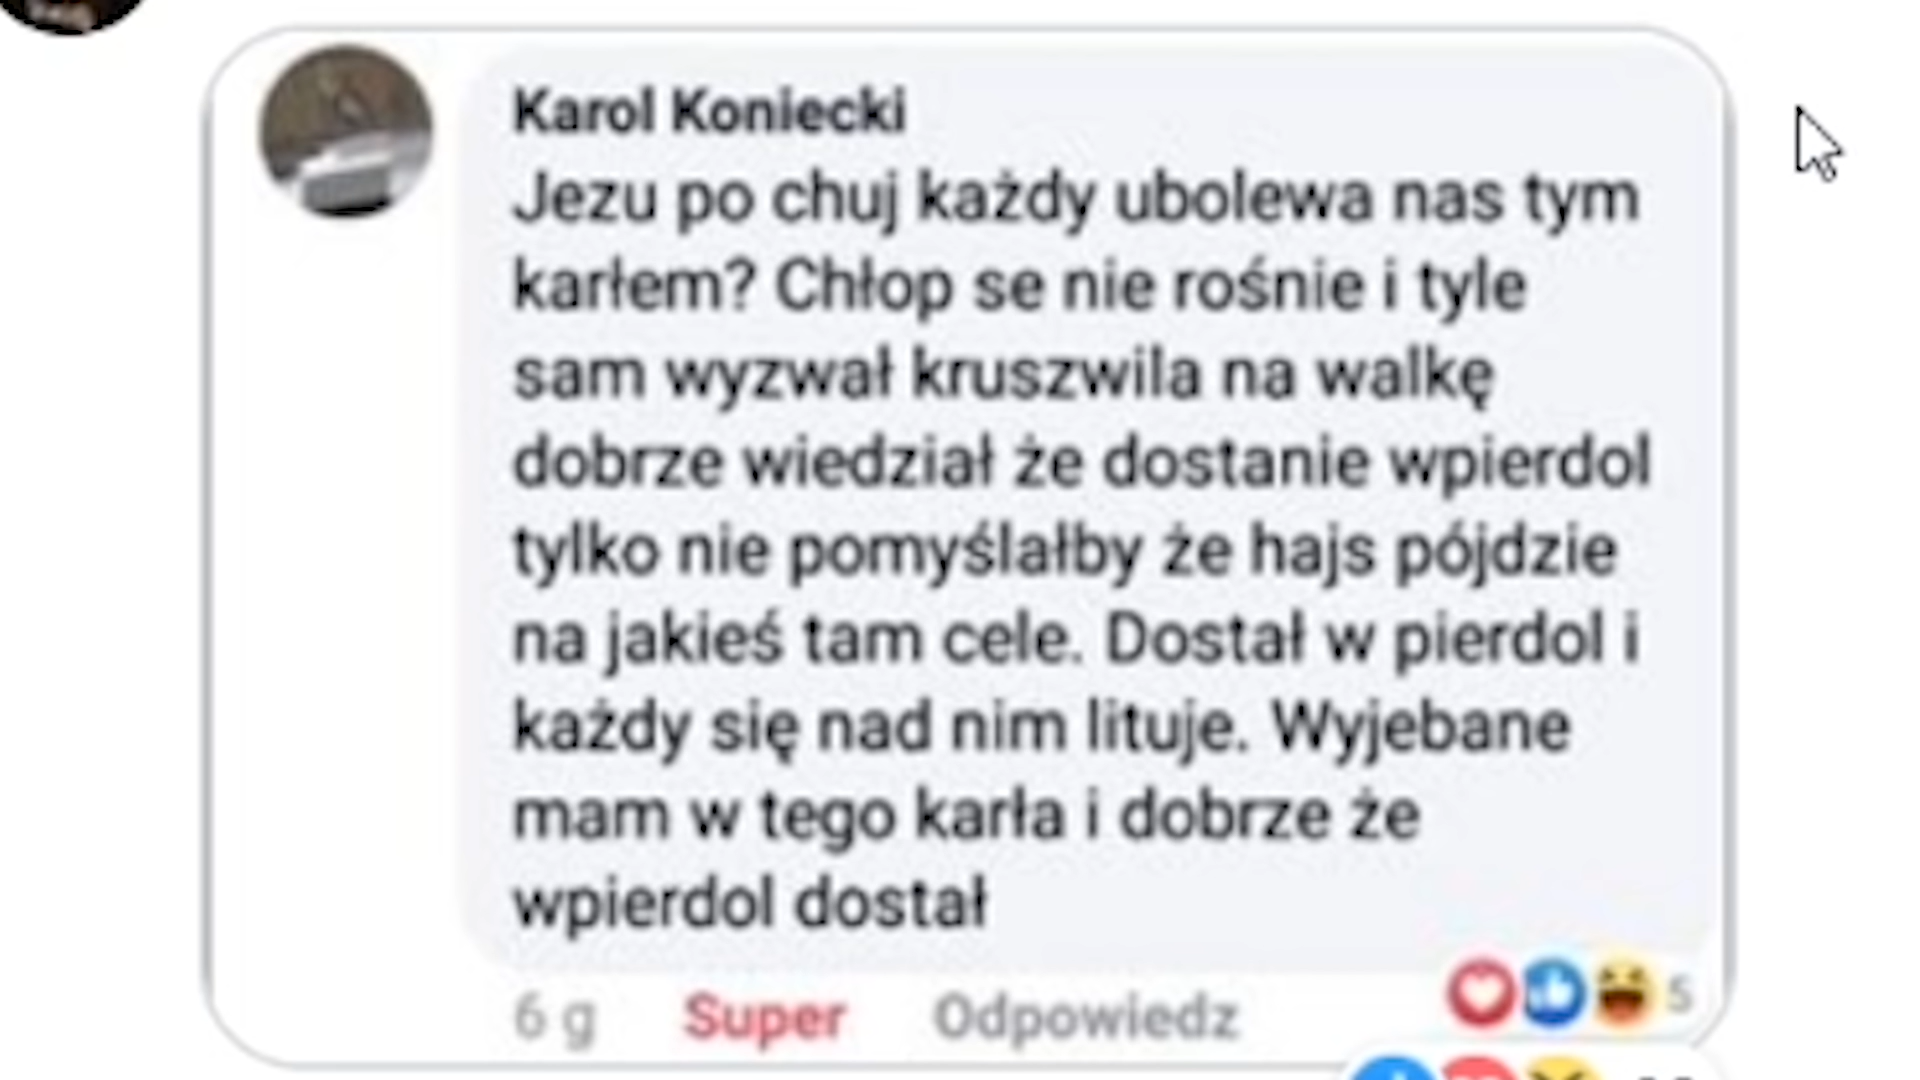 Karol Koniecki
Jezu po chuj każdy ubolewa nas tym
karłem? Chłop se nie rośnie i tyle
sam wyzwał kruszwila na walkę
dobrze wiedział że dostanie wpierdol
tylko nie pomyślałby że hajs pójdzie
na jakieś tam cele. Dostał w pierdol i
każdy się nad nim lituje. Wyjebane
mam w tego karła i dobrze że
wpierdol dostał
6 g Super Odpowiedz 5